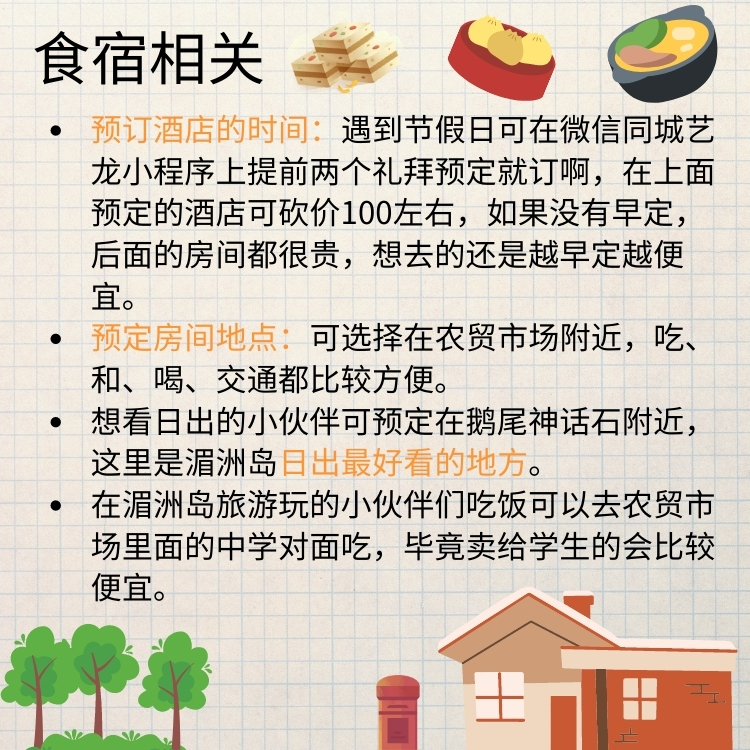 食宿相关
• 预订酒店的时间：遇到节假日可在微信同城艺
龙小程序上提前两个礼拜预定就订啊，在上面
预定的酒店可砍价100左右，如果没有早定，
后面的房间都很贵，想去的还是越早定越便
宜。
• 预定房间地点：可选择在农贸市场附近，吃、
和、喝、交通都比较方便。
• 想看日出的小伙伴可预定在鹅尾神话石附近，
这里是湄洲岛日出最好看的地方。
• 在湄洲岛旅游玩的小伙伴们吃饭可以去农贸市
场里面的中学对面吃，毕竟卖给学生的会比较
便宜。